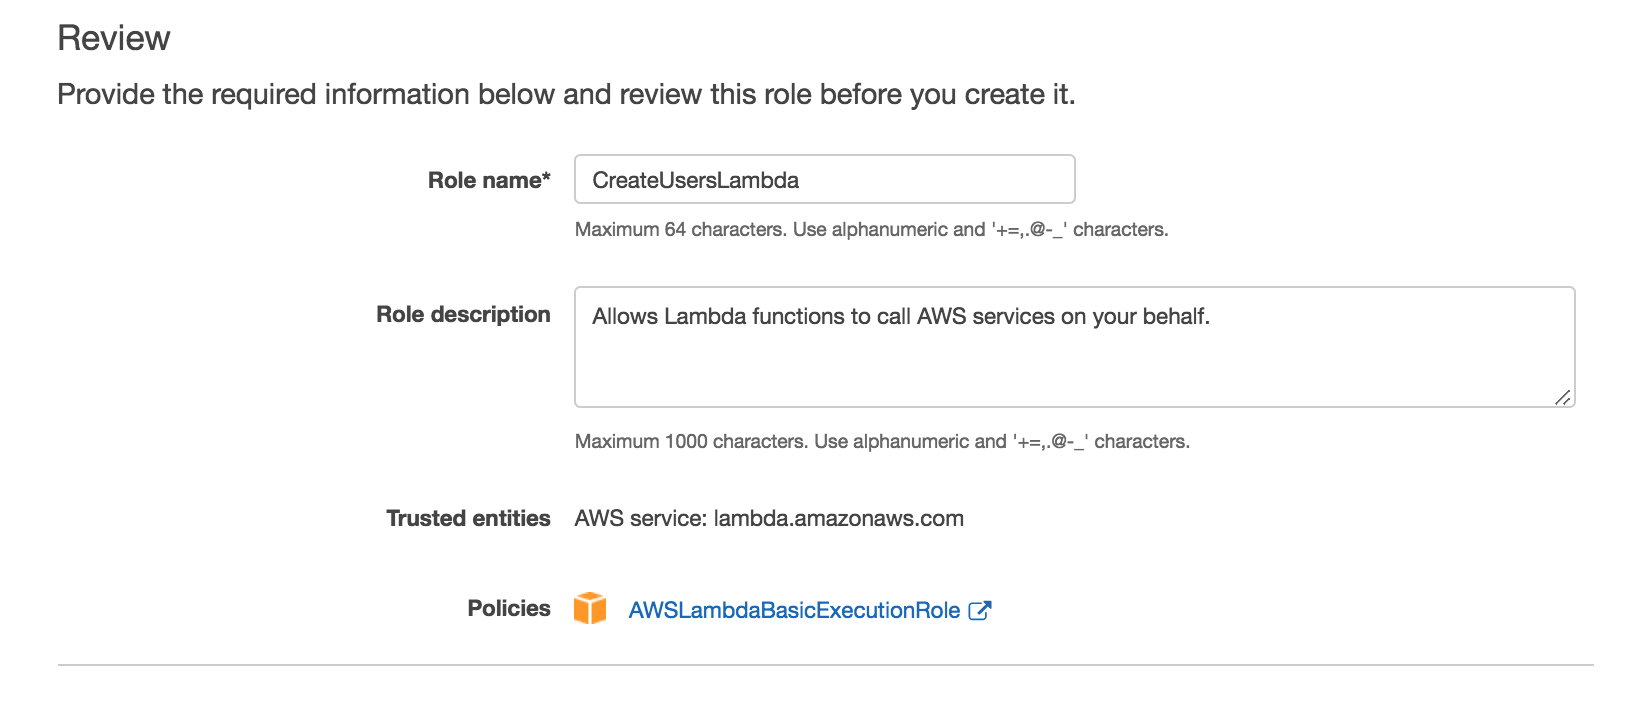 Review
Provide the required information below and review this role before you create it.
Role name*
CreateUsersLambda
Maximum 64 characters. Use alphanumeric and '+=,.@-_' characters.
Role description
Allows Lambda functions to call AWS services on your behalf.
Maximum 1000 characters. Use alphanumeric and '+=,.@-_' characters.
Trusted entities
AWS service: lambda.amazonaws.com
Policies
AWSLambdaBasicExecutionRole